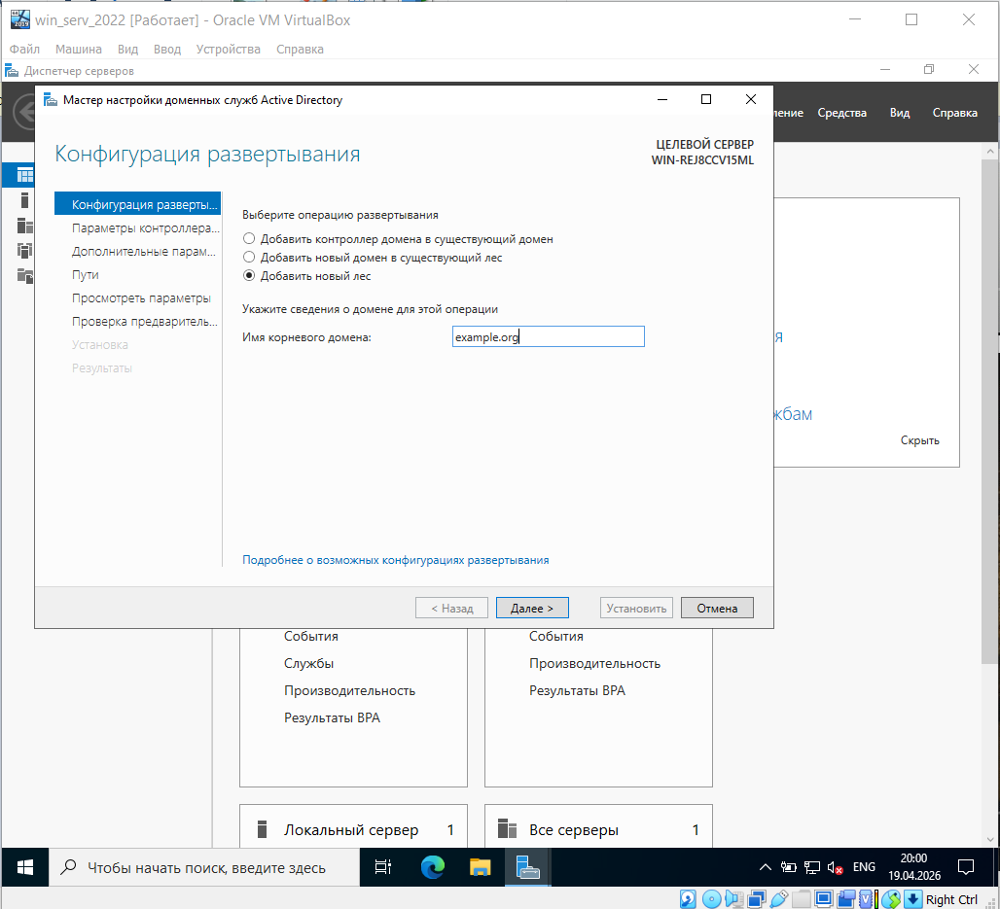 win_serv_2022 [Работает] - Oracle VM VirtualBox
Файл Машина Вид Ввод Устройства Справка
Диспетчер серверов
Мастер настройки доменных служб Active Directory
ление Средства Вид Справка
Конфигурация развертывания
ЦЕЛЕВОЙ СЕРВЕР
WIN-REJ8CCV15ML
Конфигурация разверты...
Параметры контроллера...
Дополнительные парам...
Пути
Просмотреть параметры
Проверка предваритель...
Установка
Результаты
Выберите операцию развертывания
Добавить контроллер домена в существующий домен
Добавить новый домен в существующий лес
Добавить новый лес
Укажите сведения о домене для этой операции
Имя корневого домена: example.org
Подробнее о возможных конфигурациях развертывания
< Назад Далее > Установить Отмена
я
жбам
Скрыть
События
Службы
Производительность
Результаты BPA
События
Производительность
Результаты BPA
Локальный сервер 1
Все серверы 1
Чтобы начать поиск, введите здесь
ENG
20:00
19.04.2026
Right Ctrl